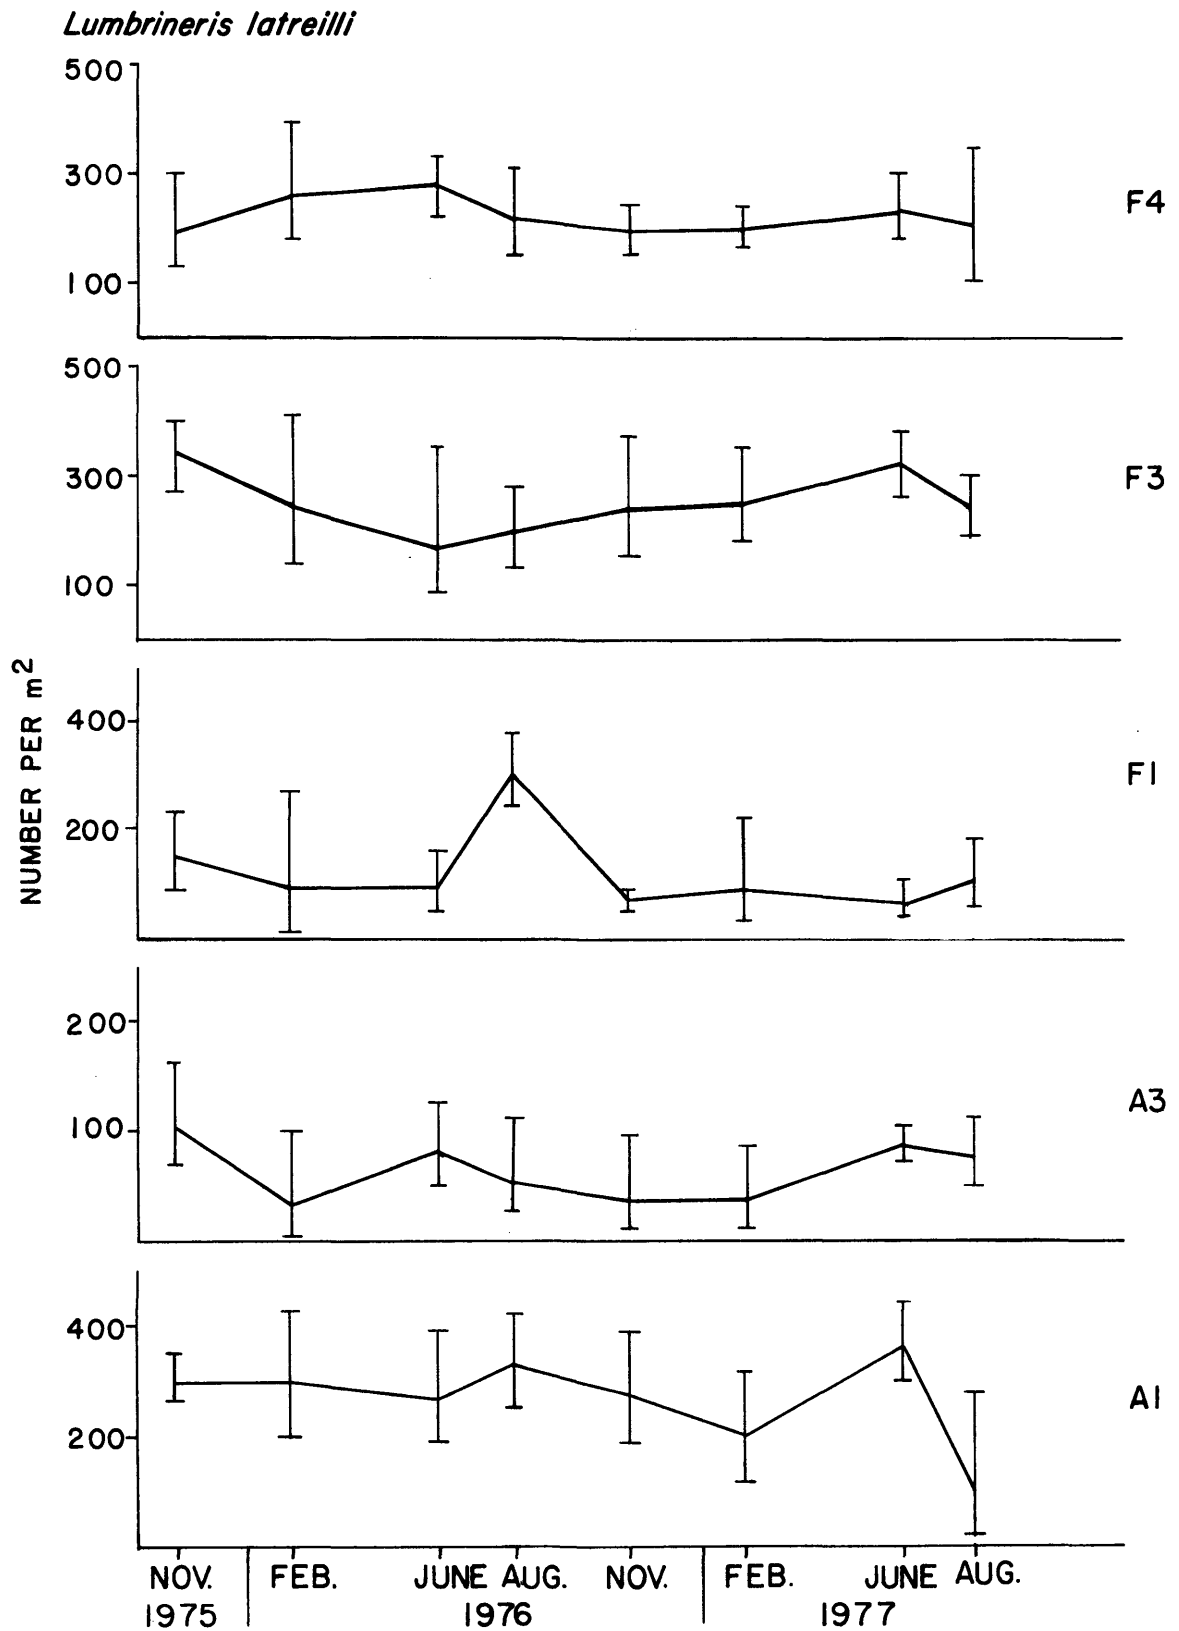 Lumbrineris latreilli
500
300
100
F4
500
300
100
F3
NUMBER PER m²
400
200
F1
200
100
A3
400
200
A1
NOV. FEB. JUNE AUG. NOV. FEB. JUNE AUG.
1975 1976 1977